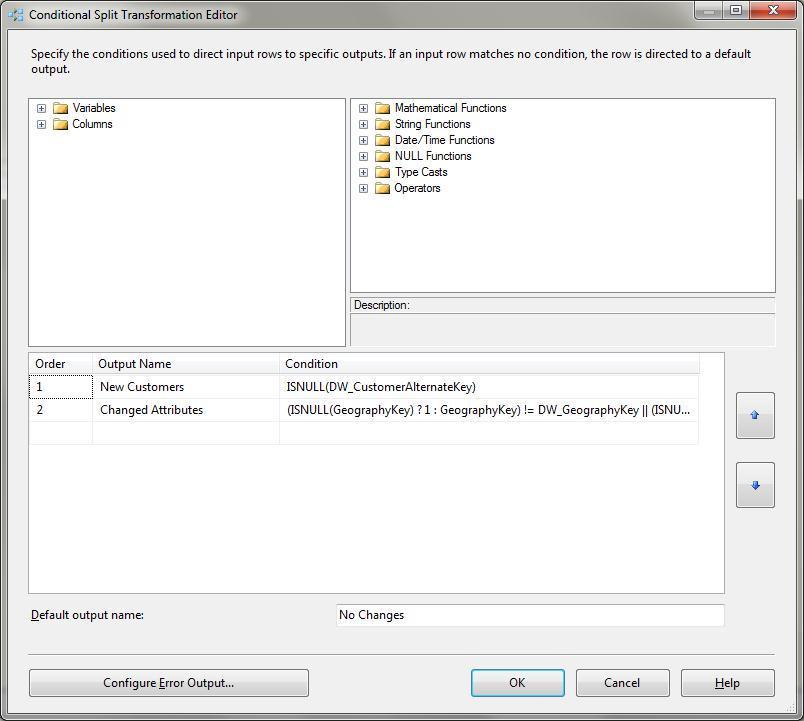 Conditional Split Transformation Editor
Specify the conditions used to direct input rows to specific outputs. If an input row matches no condition, the row is directed to a default
output.
Variables
Columns
Mathematical Functions
String Functions
Date/Time Functions
NULL Functions
Type Casts
Operators
Description:
Order Output Name Condition
1 New Customers ISNULL(DW_CustomerAlternateKey)
2 Changed Attributes (ISNULL(GeographyKey) ? 1 : GeographyKey) != DW_GeographyKey || (ISNU...
Default output name: No Changes
Configure Error Output... OK Cancel Help